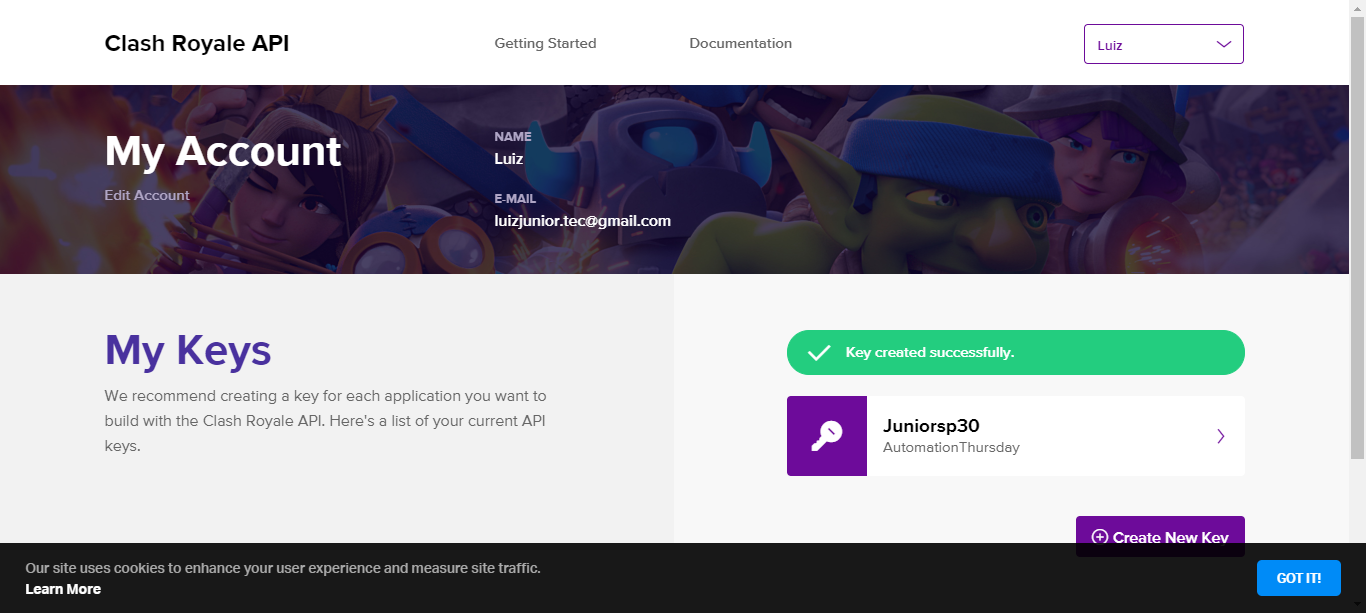 Clash Royale API
Getting Started
Documentation
Luiz
My Account
Edit Account
NAME
Luiz
E-MAIL
luizjunior.tec@gmail.com
My Keys
We recommend creating a key for each application you want to
build with the Clash Royale API. Here's a list of your current API
keys.
Key created successfully.
Juniorsp30
AutomationThursday
Create New Key
Our site uses cookies to enhance your user experience and measure site traffic.
Learn More
GOT IT!